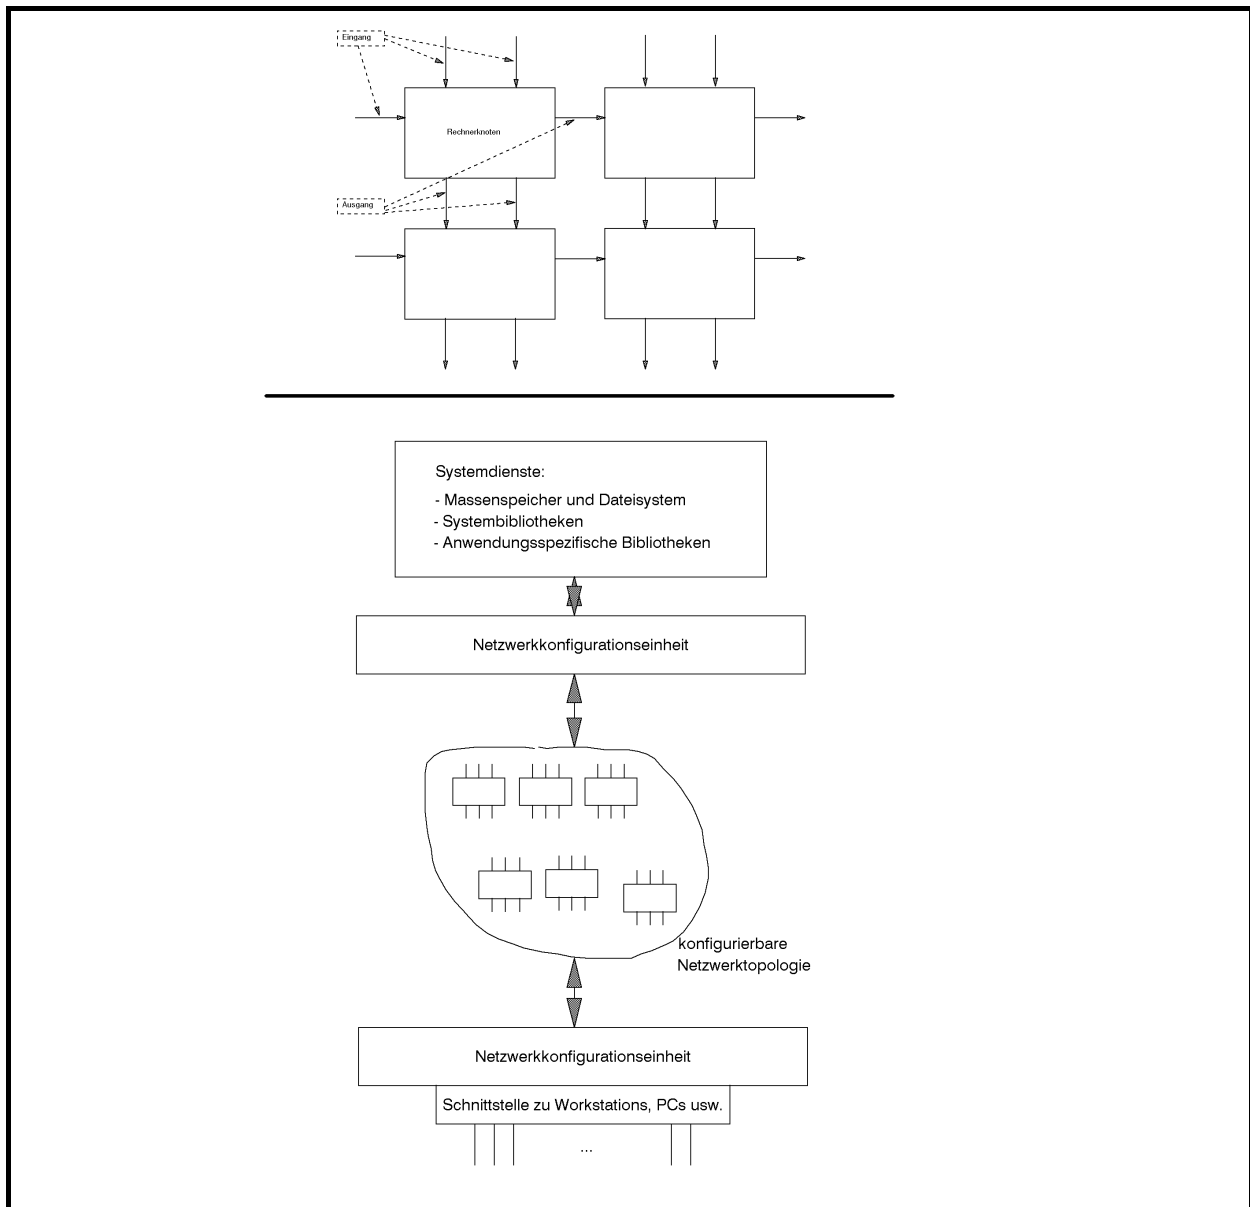 Eingang
Rechnerknoten
Ausgang
Systemdienste:
- Massenspeicher und Dateisystem
- Systembibliotheken
- Anwendungsspezifische Bibliotheken
Netzwerkkonfigurationseinheit
konfigurierbare
Netzwerktopologie
Netzwerkkonfigurationseinheit
Schnittstelle zu Workstations, PCs usw.
...